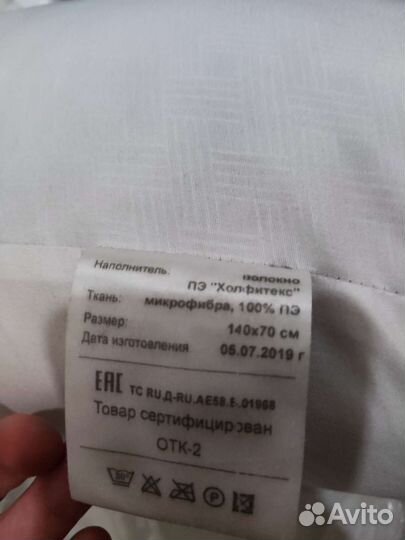 Наполнитель: волокно
ПЭ "Холфитекс"
Ткань: микрофибра, 100% ПЭ
Размер: 140х70 см
Дата изготовления 05.07.2019 г
ЕАС ТС RU.Д-RU.АЕ58.Е-.01968
Товар сертифицирован
ОТК-2
Р
Avito